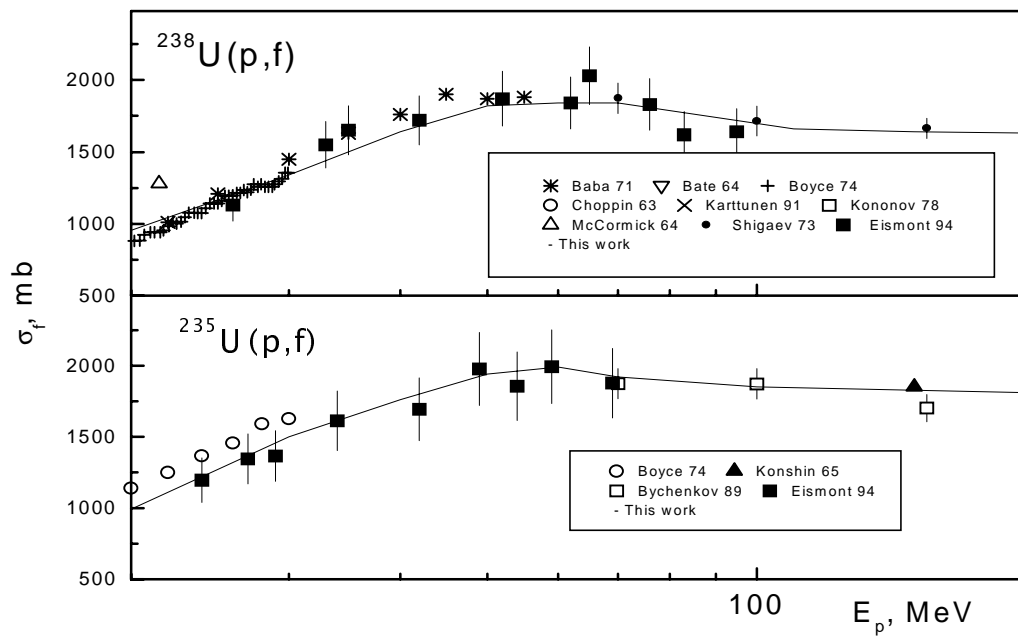 ²³⁸U(p,f)
2000
1500
1000
500
Baba 71 Bate 64 Boyce 74
Choppin 63 Karttunen 91 Kononov 78
McCormick 64 Shigaev 73 Eismont 94
- This work
σf, mb
²³⁵U(p,f)
2000
1500
1000
500
Boyce 74 Konshin 65
Bychenkov 89 Eismont 94
- This work
100
Ep, MeV